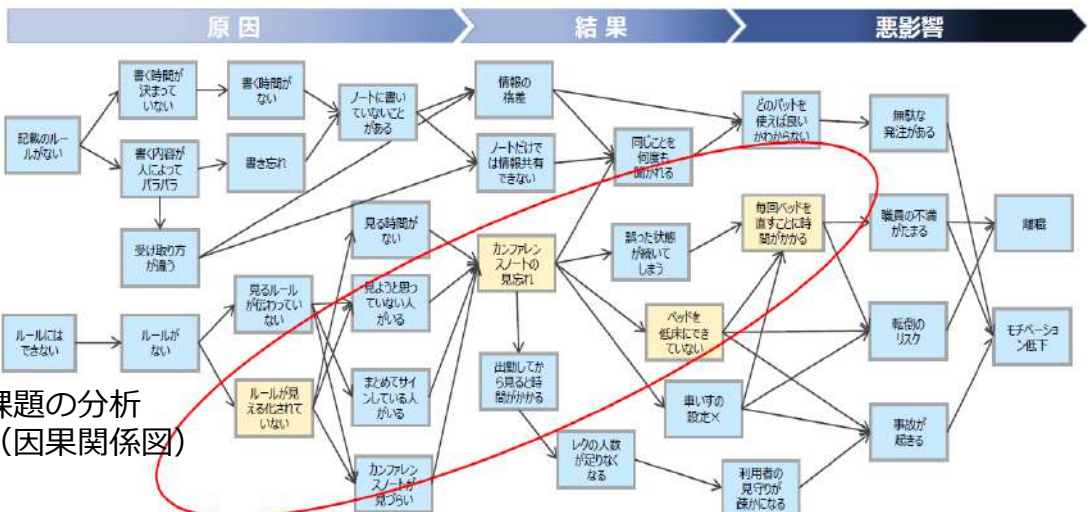 原因
結果
悪影響
記載のルー
ルがない
書く時間が
決まって
いない
書く内容が
人によって
バラバラ
受け取り方
が違う
書く時間が
ない
書き忘れ
ノートに書い
ていないこと
がある
ルールには
できない
ルールが
ない
見るルール
が伝わってい
ない
ルールが見
える化されて
いない
見る時間が
ない
見ようと思っ
ていない人
がいる
まとめてサイ
ンしている人
がいる
カンファレン
スノートが
見づらい
情報の
格差
ノートだけで
は情報共有
できない
カンファレン
スノートの
見忘れ
出勤してか
ら見ると時
間がかかる
同じことを
何度も
聞かれる
誤った状態
が続いて
しまう
ベッドを
低床にでき
ていない
車いすの
設定×
レクの人数
が足りなく
なる
どのパットを
使えば良い
かわからない
毎回ベッドを
直すことに時
間がかかる
利用者の
見守りが
疎かになる
無駄な
発注がある
職員の不満
がたまる
転倒の
リスク
事故が
起きる
離職
モチベーショ
ン低下
課題の分析
（因果関係図）